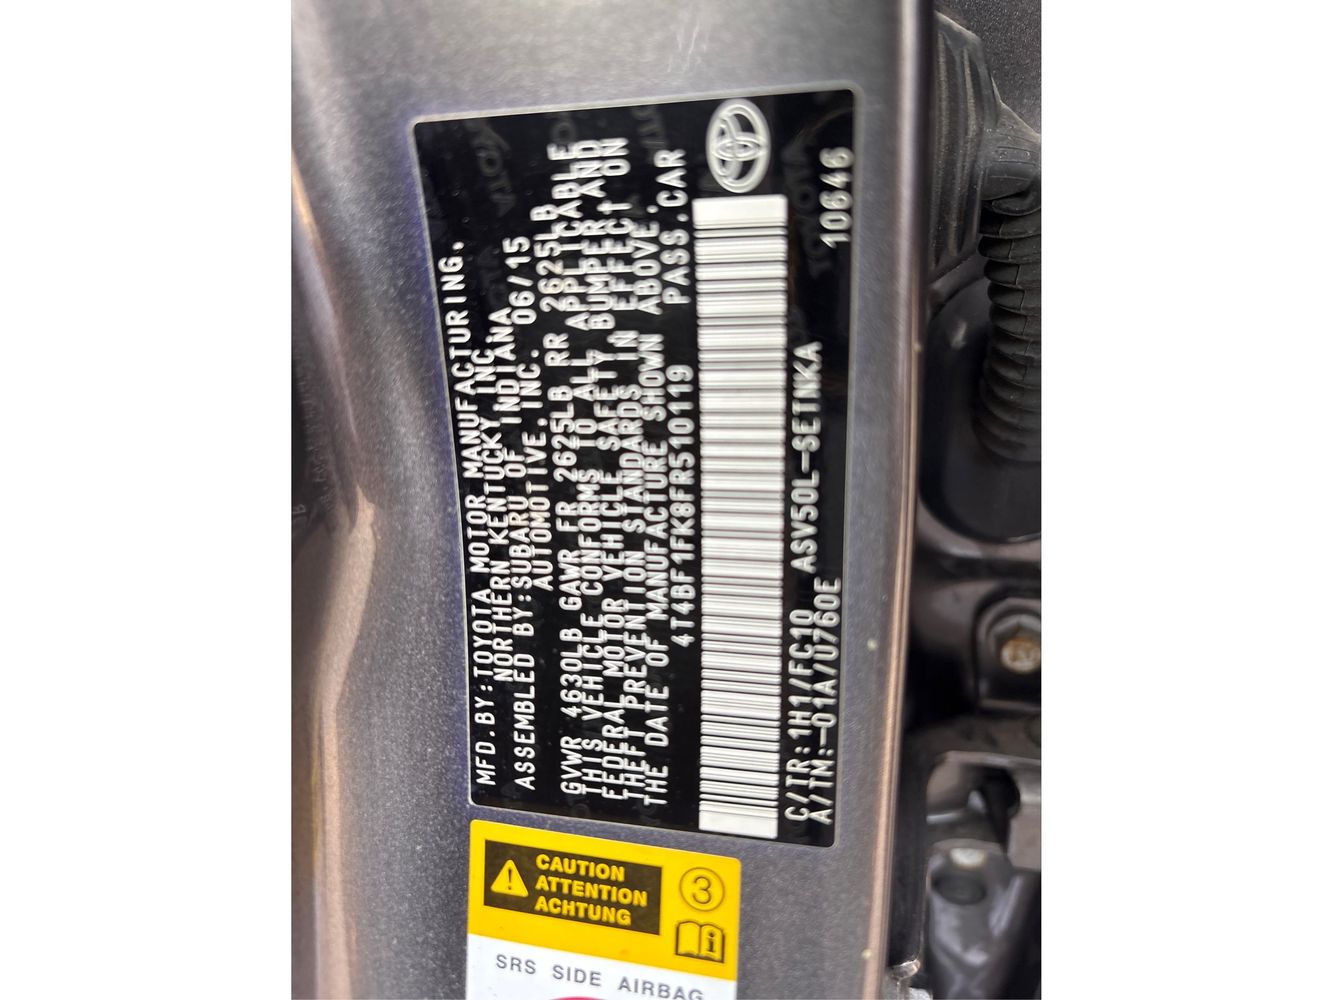 MFD.BY:TOYOTA MOTOR MANUFACTURING,
NORTHERN KENTUCKY,INC.
ASSEMBLED BY:SUBARU OF INDIANA
AUTOMOTIVE,INC. 06/15
GVWR 4630LB GAWR FR 2625LB RR 2625LB
THIS VEHICLE CONFORMS TO ALL APPLICABLE
FEDERAL MOTOR VEHICLE SAFETY, BUMPER AND
THEFT PREVENTION STANDARDS IN EFFECT ON
THE DATE OF MANUFACTURE SHOWN ABOVE.
4T4BF1FK8FR510119 PASS.CAR
C/TR:1H1/FC10 ASV50L-SETNKA
A/TM:-01A/U760E 10646
CAUTION
ATTENTION
ACHTUNG
3
SRS SIDE AIRBAG